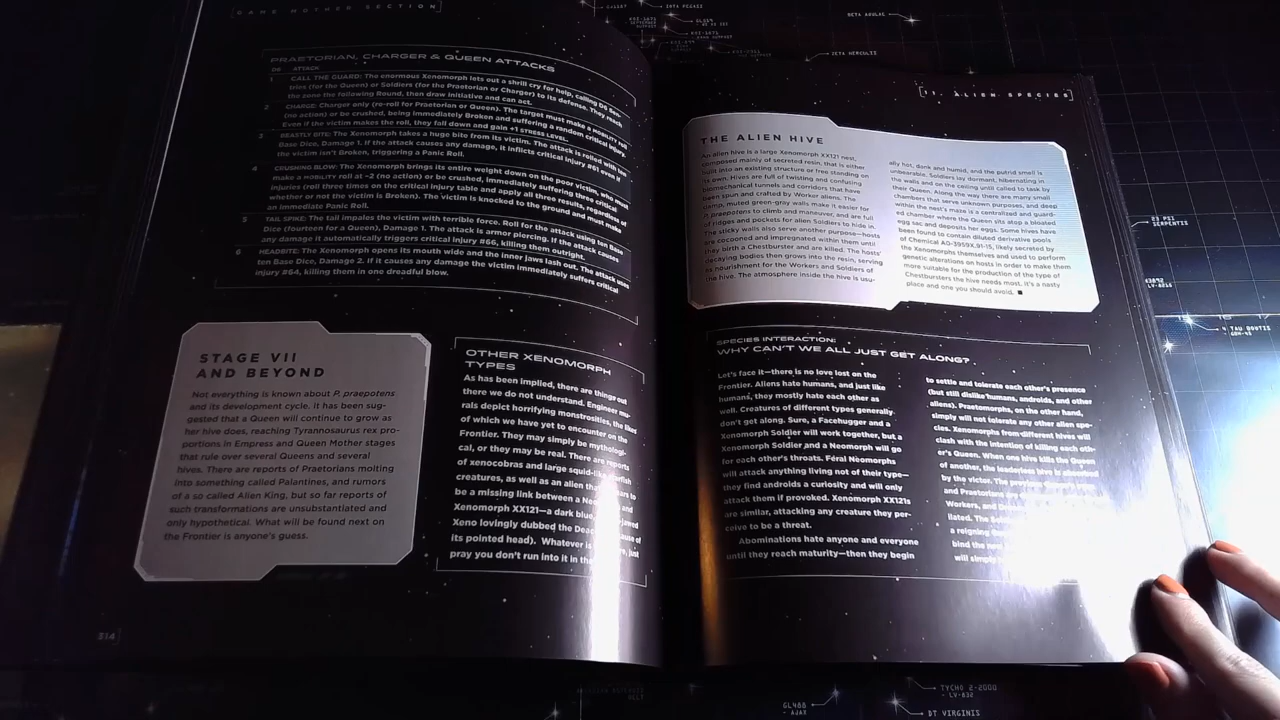 GAME MOTHER SECTION
PRAETORIAN, CHARGER & QUEEN ATTACKS
D6 ATTACK
1 CALL THE GUARD: The enormous Xenomorph lets out a shrill cry for help, calling D6 Sen-
tries (for the Queen) or Soldiers (for the Praetorian or Charger) to its defense. They reach
the zone the following Round, then draw initiative and can act.
2 CHARGE: Charger only (re-roll for Praetorian or Queen). The target must make a MOBILITY roll
(no action) or be crushed, being immediately Broken and suffering a random critical injury.
Even if the victim makes the roll, they fall down and gain +1 STRESS LEVEL.
3 BEASTLY BITE: The Xenomorph takes a huge bite from its victim. The attack is rolled with ten
Base Dice, Damage 1. If the attack causes any damage, it inflicts critical injury #61 even if
the victim isn't Broken, triggering a Panic Roll.
4 CRUSHING BLOW: The Xenomorph brings its entire weight down on the poor victim, who must
make a MOBILITY roll at -2 (no action) or be crushed, immediately suffering three critical
injuries (roll three times on the critical injury table and apply all three results, regardless of
whether or not the victim is Broken). The victim is knocked to the ground and must make
an immediate Panic Roll.
5 TAIL SPIKE: The tail impales the victim with terrible force. Roll for the attack using ten Base
Dice (fourteen for a Queen), Damage 1. The attack is armor piercing. If the attack causes
any damage it automatically triggers critical injury #66, killing them outright.
6 HEADBITE: The Xenomorph opens its mouth wide and the inner jaws lash out. The attack uses
ten Base Dice, Damage 2. If it causes any damage the victim immediately suffers critical
injury #64, killing them in one dreadful blow.
STAGE VII
AND BEYOND
Not everything is known about P. praepotens
and its development cycle. It has been sug-
gested that a Queen will continue to grow as
her hive does, reaching Tyrannosaurus rex pro-
portions in Empress and Queen Mother stages
that rule over several Queens and several
hives. There are reports of Praetorians molting
into something called Palantines, and rumors
of a so called Alien King, but so far reports of
such transformations are unsubstantiated and
only hypothetical. What will be found next on
the Frontier is anyone's guess.
OTHER XENOMORPH
TYPES
As has been implied, there are things out
there we do not understand. Engineer mu-
rals depict horrifying monstrosities, the likes
of which we have yet to encounter on the
Frontier. They may simply be mythologi-
cal, or they may be real. There are reports
of xenocobras and large squid-like
creatures, as well as an alien that
be a missing link between a and
Xenomorph XX121—a dark
Xeno lovingly dubbed the of
its pointed head). Whatever is just
pray you don't run into it in the
314
[11. ALIEN SPECIES]
THE ALIEN HIVE
An alien hive is a large Xenomorph XX121 nest,
composed mainly of secreted resin, that is either
built into an existing structure or free standing on
its own. Hives are full of twisting and confusing
biomechanical tunnels and corridors that have
been spun and crafted by Worker aliens. The
damp, muted green-gray walls make it easier for
P. praepotens to climb and maneuver, and are full
of ridges and pockets for alien Soldiers to hide in.
The sticky walls also serve another purpose—hosts
are cocooned and impregnated within them until
they birth a Chestburster and are killed. The hosts'
decaying bodies then grows into the resin, serving
as nourishment for the Workers and Soldiers of
the hive. The atmosphere inside the hive is usu-
ally hot, dank and humid, and the putrid smell is
unbearable. Soldiers lay dormant, hibernating in
the walls and on the ceiling until called to task by
their Queen. Along the way there are many small
chambers that serve unknown purposes, and deep
within the nest's maze is a centralized and guard-
ed chamber where the Queen sits atop a bloated
egg sac and deposites her eggs. Some hives have
been found to contain diluted derivative pools
of Chemical A0-3959X.91-15, likely secreted by
the Xenomorphs themselves and used to perform
genetic alterations on hosts in order to make them
more suitable for the production of the type of
Chestbursters the hive needs most. It's a nasty
place and one you should avoid. ■
SPECIES INTERACTION:
WHY CAN'T WE ALL JUST GET ALONG?
Let's face it—there is no love lost on the
Frontier. Aliens hate humans, and just like
humans, they mostly hate each other as
well. Creatures of different types generally
don't get along. Sure, a Facehugger and a
Xenomorph Soldier will work together, but a
Xenomorph Soldier and a Neomorph will go
for each other's throats. Feral Neomorphs
will attack anything living not of their type—
they find androids a curiosity and will only
attack them if provoked. Xenomorph XX121s
are similar, attacking any creature they per-
ceive to be a threat.
Abominations hate anyone and everyone
until they reach maturity—then they begin
to settle and tolerate each other's presence
(but still dislike humans, androids, and other
aliens). Praetomorphs, on the other hand,
simply will not tolerate any other alien spe-
cies. Xenomorphs from different hives will
clash with the intention of killing each oth-
er's Queen. When one hive kills the Queen
of another, the leaderless hive is absorbed
by the victor. The previous
and Praetorians are
Workers, and
lated. The
a reigning
bind the
will simply
BETA AQUILAE
ZETA HERCULIS
23 PSI
SERPENTIS
LV-8216
4 TAU BOOTIS
TYCHO 2-2000
- LV-832
GL488
- AJAX
DT VIRGINIS